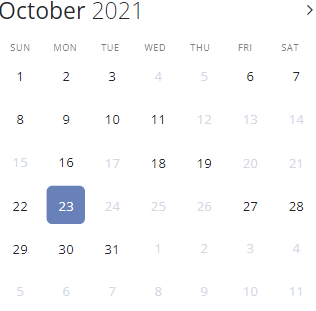 October 2021
SUN MON TUE WED THU FRI SAT
1 2 3 4 5 6 7
8 9 10 11 12 13 14
15 16 17 18 19 20 21
22 23 24 25 26 27 28
29 30 31 1 2 3 4
5 6 7 8 9 10 11